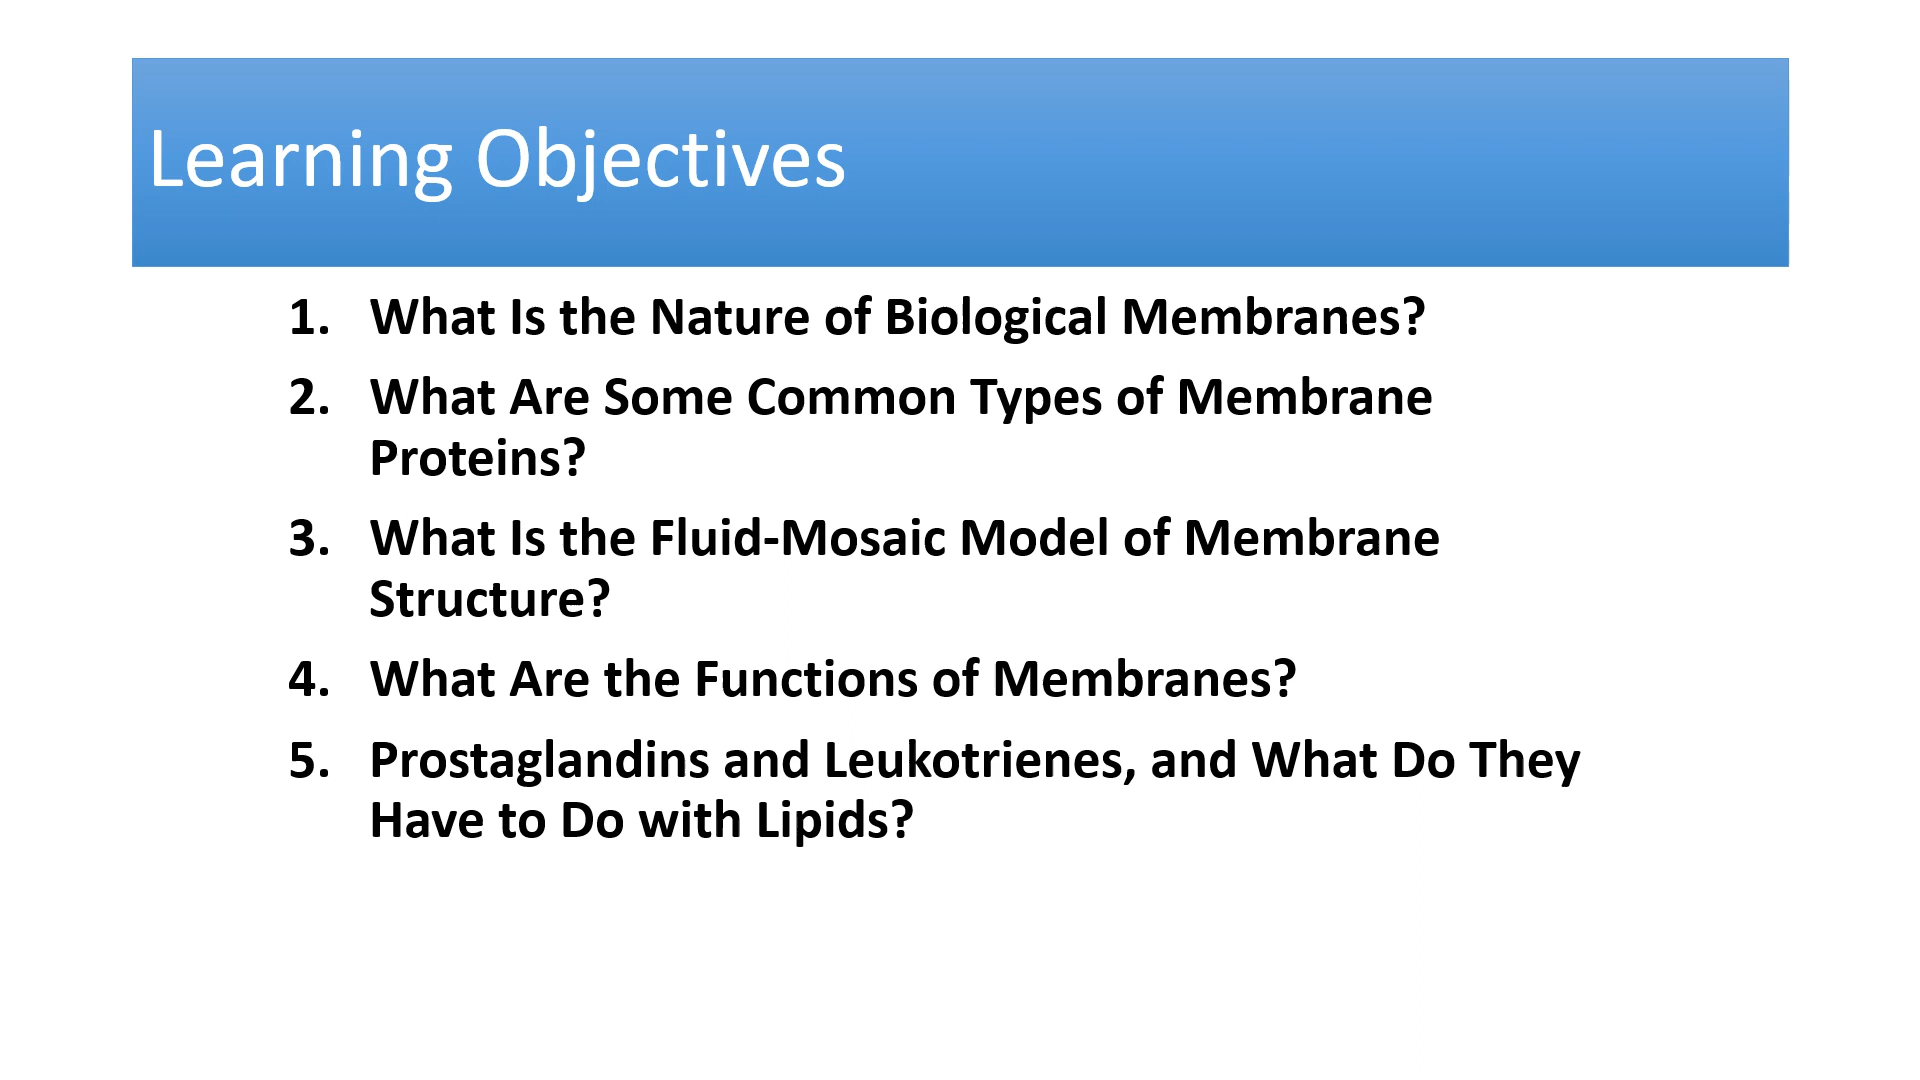 Learning Objectives
1. What Is the Nature of Biological Membranes?
2. What Are Some Common Types of Membrane
Proteins?
3. What Is the Fluid-Mosaic Model of Membrane
Structure?
4. What Are the Functions of Membranes?
5. Prostaglandins and Leukotrienes, and What Do They
Have to Do with Lipids?